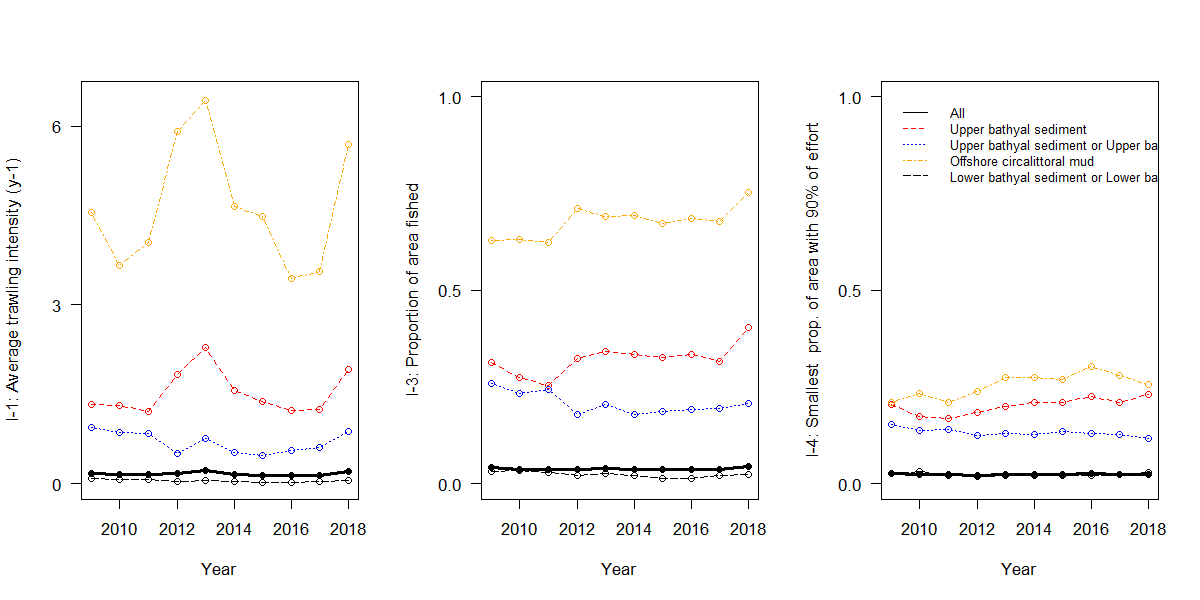 I-1: Average trawling intensity (y-1)
6
3
0
2010 2012 2014 2016 2018
Year
I-3: Proportion of area fished
1.0
0.5
0.0
2010 2012 2014 2016 2018
Year
I-4: Smallest prop. of area with 90% of effort
1.0
0.5
0.0
All
Upper bathyal sediment
Upper bathyal sediment or Upper ba
Offshore circalittoral mud
Lower bathyal sediment or Lower ba
2010 2012 2014 2016 2018
Year